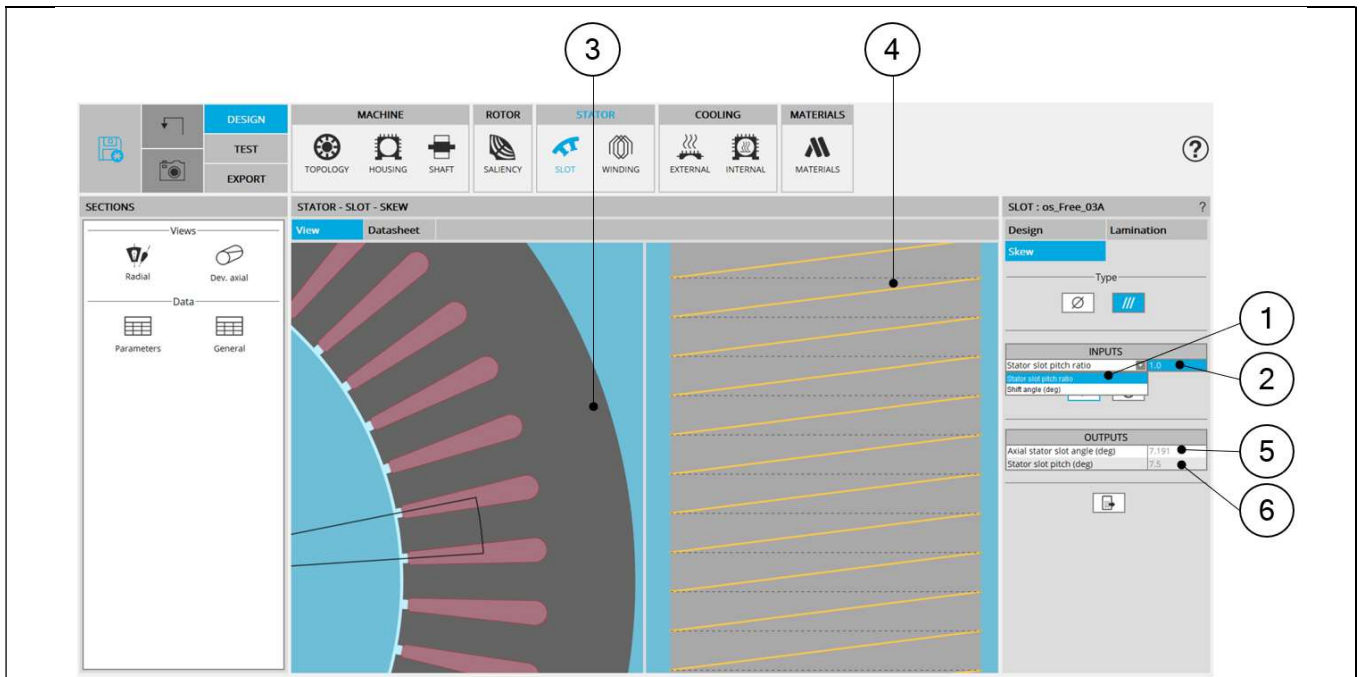 3
4
DESIGN
TEST
EXPORT
MACHINE
ROTOR
STATOR
COOLING
MATERIALS
TOPOLOGY
HOUSING
SHAFT
SALIENCY
SLOT
WINDING
EXTERNAL
INTERNAL
MATERIALS
?
SECTIONS
STATOR - SLOT - SKEW
SLOT : os_Free_03A
?
Views
Radial
Dev. axial
Data
Parameters
General
View
Datasheet
Design
Lamination
Skew
Type
INPUTS
Stator slot pitch ratio
1.0
Stator slot pitch ratio
Shift angle (deg)
OUTPUTS
Axial stator slot angle (deg)
7.191
Stator slot pitch (deg)
7.5
1
2
5
6